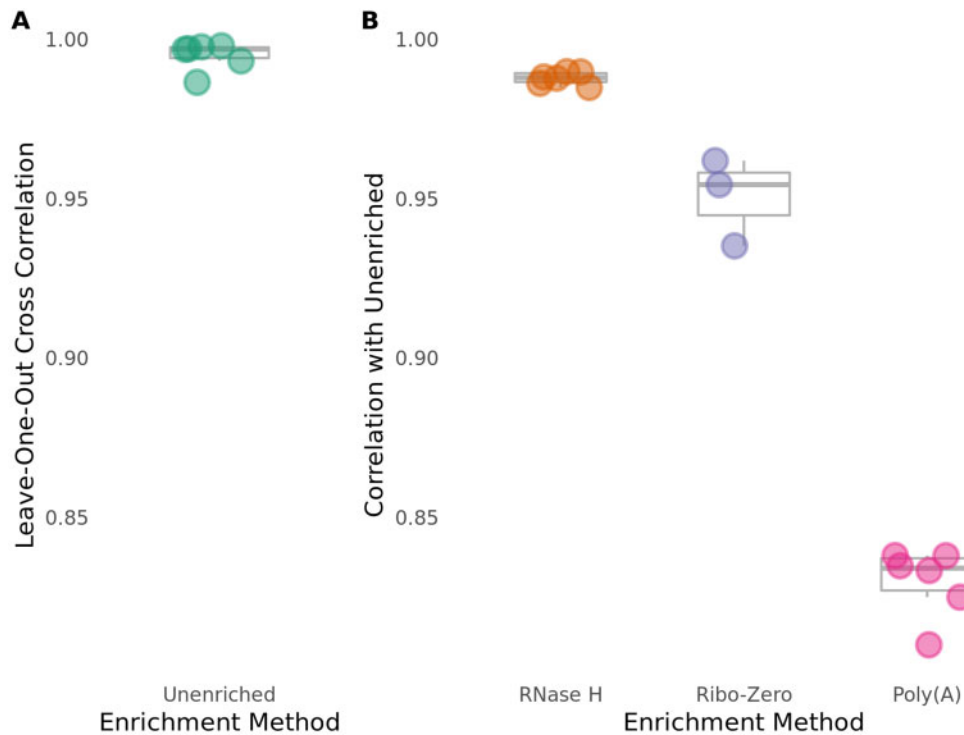 A
1.00
0.95
0.90
0.85
Leave-One-Out Cross Correlation
Unenriched
Enrichment Method
B
1.00
0.95
0.90
0.85
Correlation with Unenriched
RNase H
Ribo-Zero
Poly(A)
Enrichment Method